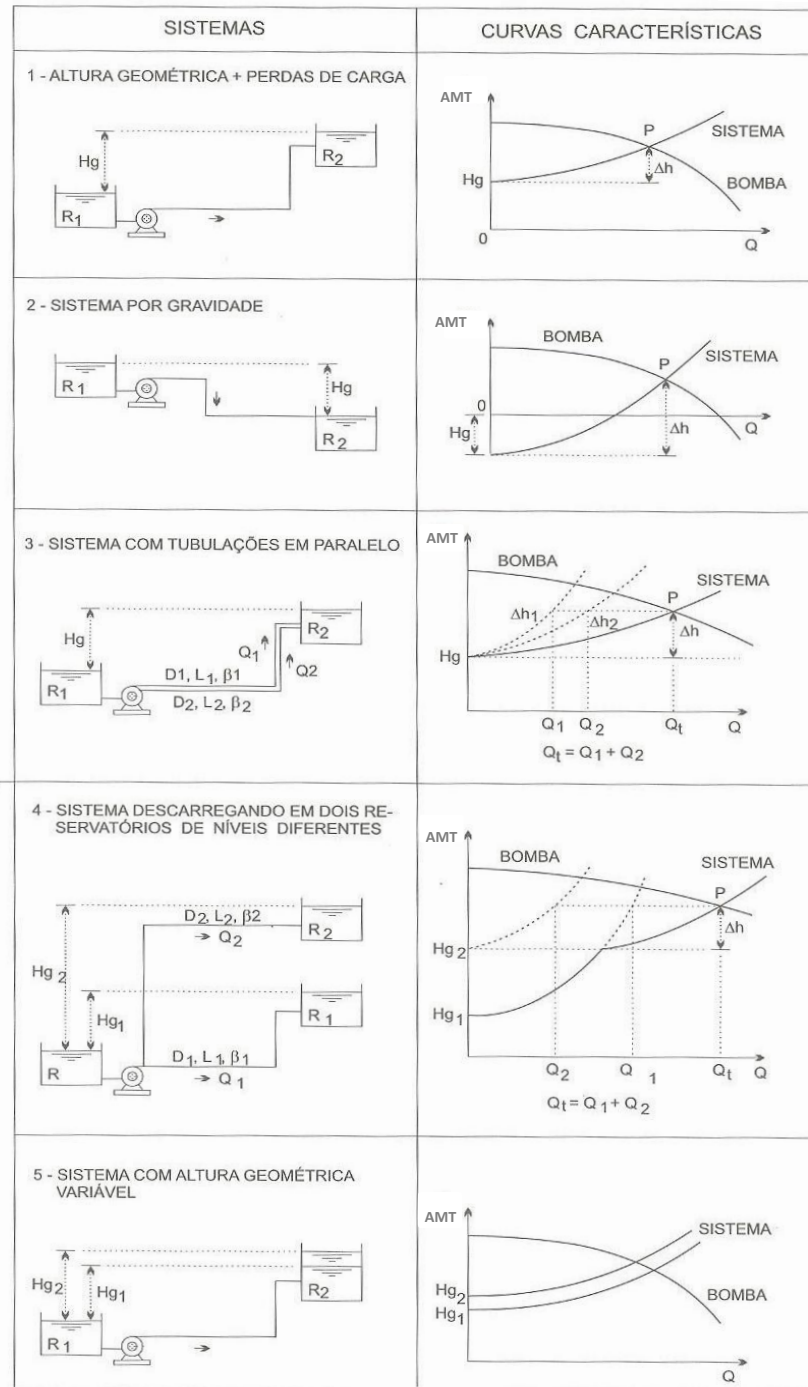 SISTEMAS
CURVAS CARACTERÍSTICAS
1 - ALTURA GEOMÉTRICA + PERDAS DE CARGA
Hg
R1
R2
AMT
P
SISTEMA
Δh
Hg
BOMBA
0
Q
2 - SISTEMA POR GRAVIDADE
R1
Hg
R2
AMT
BOMBA
P
SISTEMA
0
Hg
Δh
Q
3 - SISTEMA COM TUBULAÇÕES EM PARALELO
Hg
R2
Q1
Q2
R1
D1, L1, β1
D2, L2, β2
AMT
BOMBA
SISTEMA
P
Δh1
Δh2
Δh
Hg
Q1
Q2
Qt
Q
Qt = Q1 + Q2
4 - SISTEMA DESCARREGANDO EM DOIS RE-
SERVATÓRIOS DE NÍVEIS DIFERENTES
D2, L2, β2
Q2
R2
Hg2
Hg1
R1
R
D1, L1, β1
Q1
AMT
BOMBA
SISTEMA
P
Δh
Hg2
Hg1
Q2
Q1
Qt
Q
Qt = Q1 + Q2
5 - SISTEMA COM ALTURA GEOMÉTRICA
VARIÁVEL
Hg2
Hg1
R2
R1
AMT
SISTEMA
Hg2
Hg1
BOMBA
Q